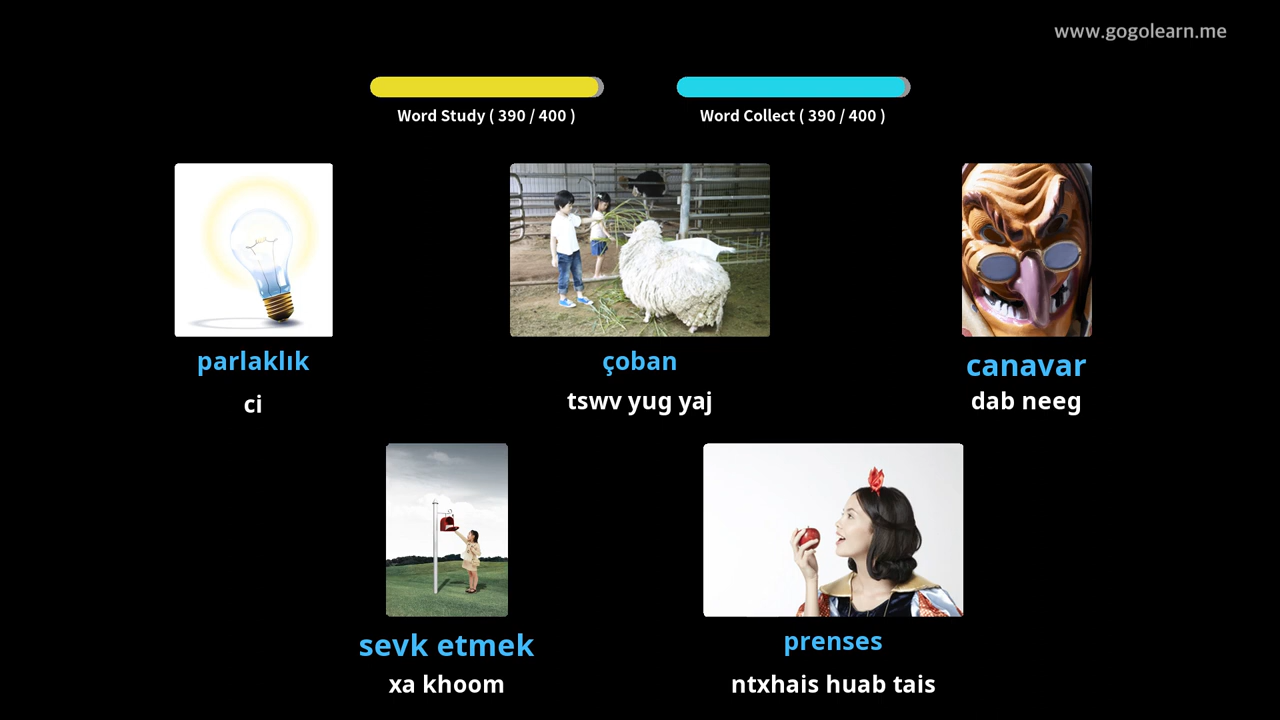 www.gogolearn.me
Word Study ( 390 / 400 )
Word Collect ( 390 / 400 )
parlaklık
ci
çoban
tswv yug yaj
canavar
dab neeg
sevk etmek
xa khoom
prenses
ntxhais huab tais